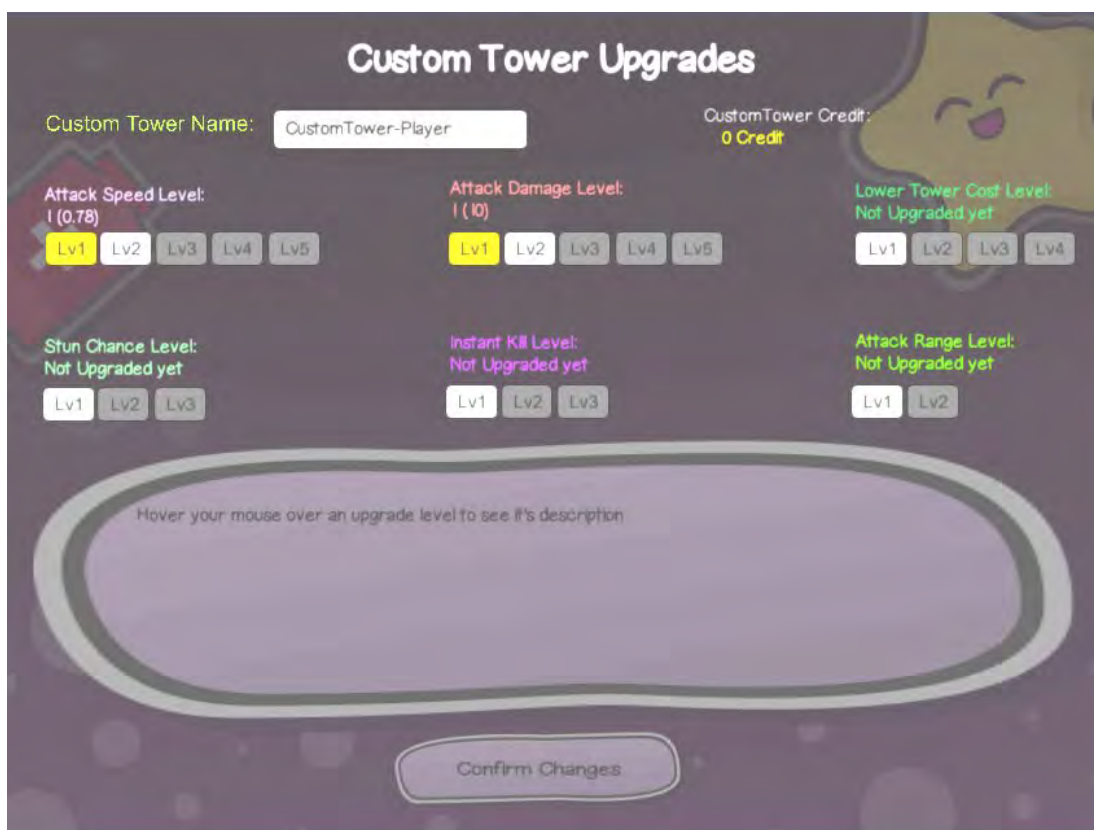 Custom Tower Upgrades
Custom Tower Name: CustomTower-Player
CustomTower Credit:
0 Credit
Attack Speed Level:
1 (0.78)
Lv1 Lv2 Lv3 Lv4 Lv5
Attack Damage Level:
1 (10)
Lv1 Lv2 Lv3 Lv4 Lv5
Lower Tower Cost Level:
Not Upgraded yet
Lv1 Lv2 Lv3 Lv4
Stun Chance Level:
Not Upgraded yet
Lv1 Lv2 Lv3
Instant Kill Level:
Not Upgraded yet
Lv1 Lv2 Lv3
Attack Range Level:
Not Upgraded yet
Lv1 Lv2
Hover your mouse over an upgrade level to see it's description
Confirm Changes